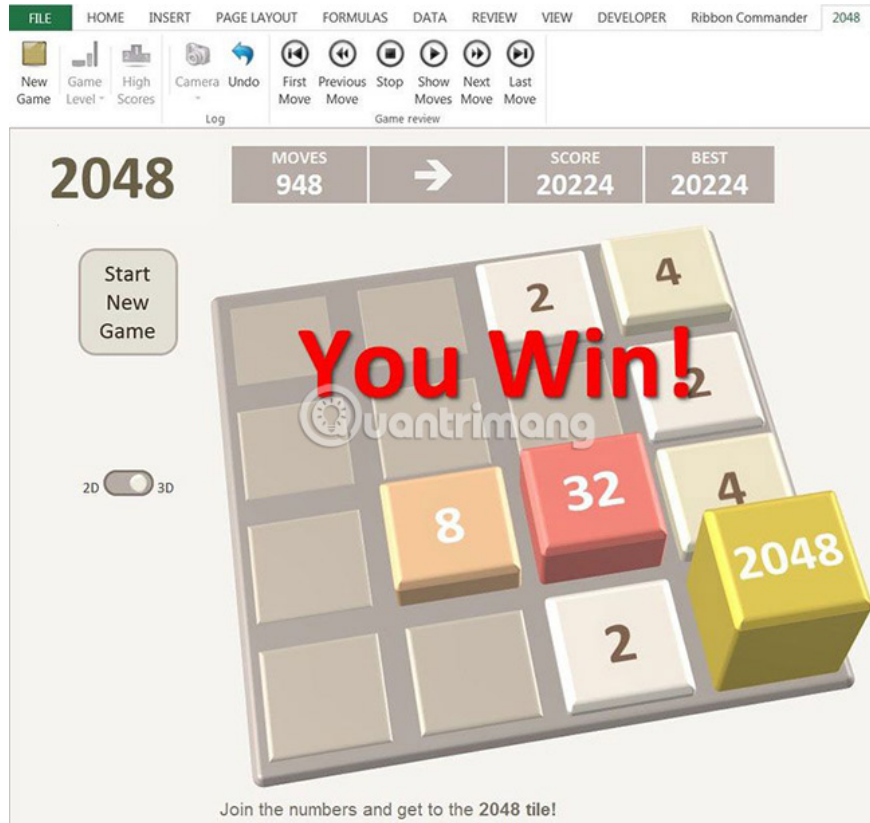 FILE HOME INSERT PAGE LAYOUT FORMULAS DATA REVIEW VIEW DEVELOPER Ribbon Commander 2048
New Game
Game Level
High Scores
Camera
Undo
First Move
Previous Move
Stop
Show Moves
Next Move
Last Move
Log
Game review
2048
MOVES
948
SCORE
20224
BEST
20224
Start
New
Game
2 4
You Win!
2
Quantrimang
2D 3D
8 32 4
2048
2
Join the numbers and get to the 2048 tile!